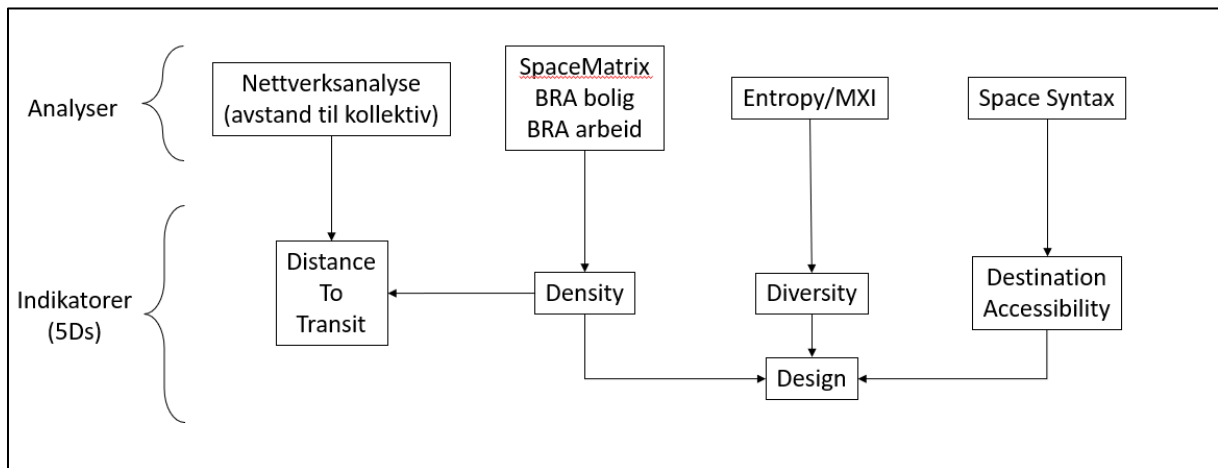 Analyser
Nettverksanalyse
(avstand til kollektiv)
SpaceMatrix
BRA bolig
BRA arbeid
Entropy/MXI
Space Syntax
Indikatorer
(5Ds)
Distance
To
Transit
Density
Diversity
Destination
Accessibility
Design